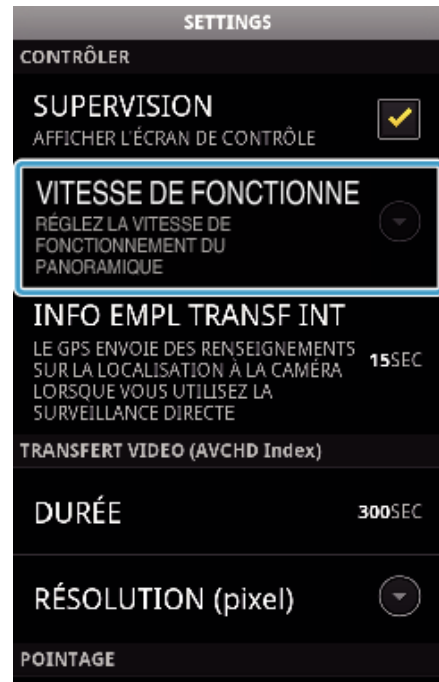 SETTINGS
CONTRÔLER
SUPERVISION
AFFICHER L'ÉCRAN DE CONTRÔLE
VITESSE DE FONCTIONNE
RÉGLEZ LA VITESSE DE
FONCTIONNEMENT DU
PANORAMIQUE
INFO EMPL TRANSF INT
LE GPS ENVOIE DES RENSEIGNEMENTS
SUR LA LOCALISATION À LA CAMÉRA
LORSQUE VOUS UTILISEZ LA
SURVEILLANCE DIRECTE
15SEC
TRANSFERT VIDEO (AVCHD Index)
DURÉE
300SEC
RÉSOLUTION (pixel)
POINTAGE